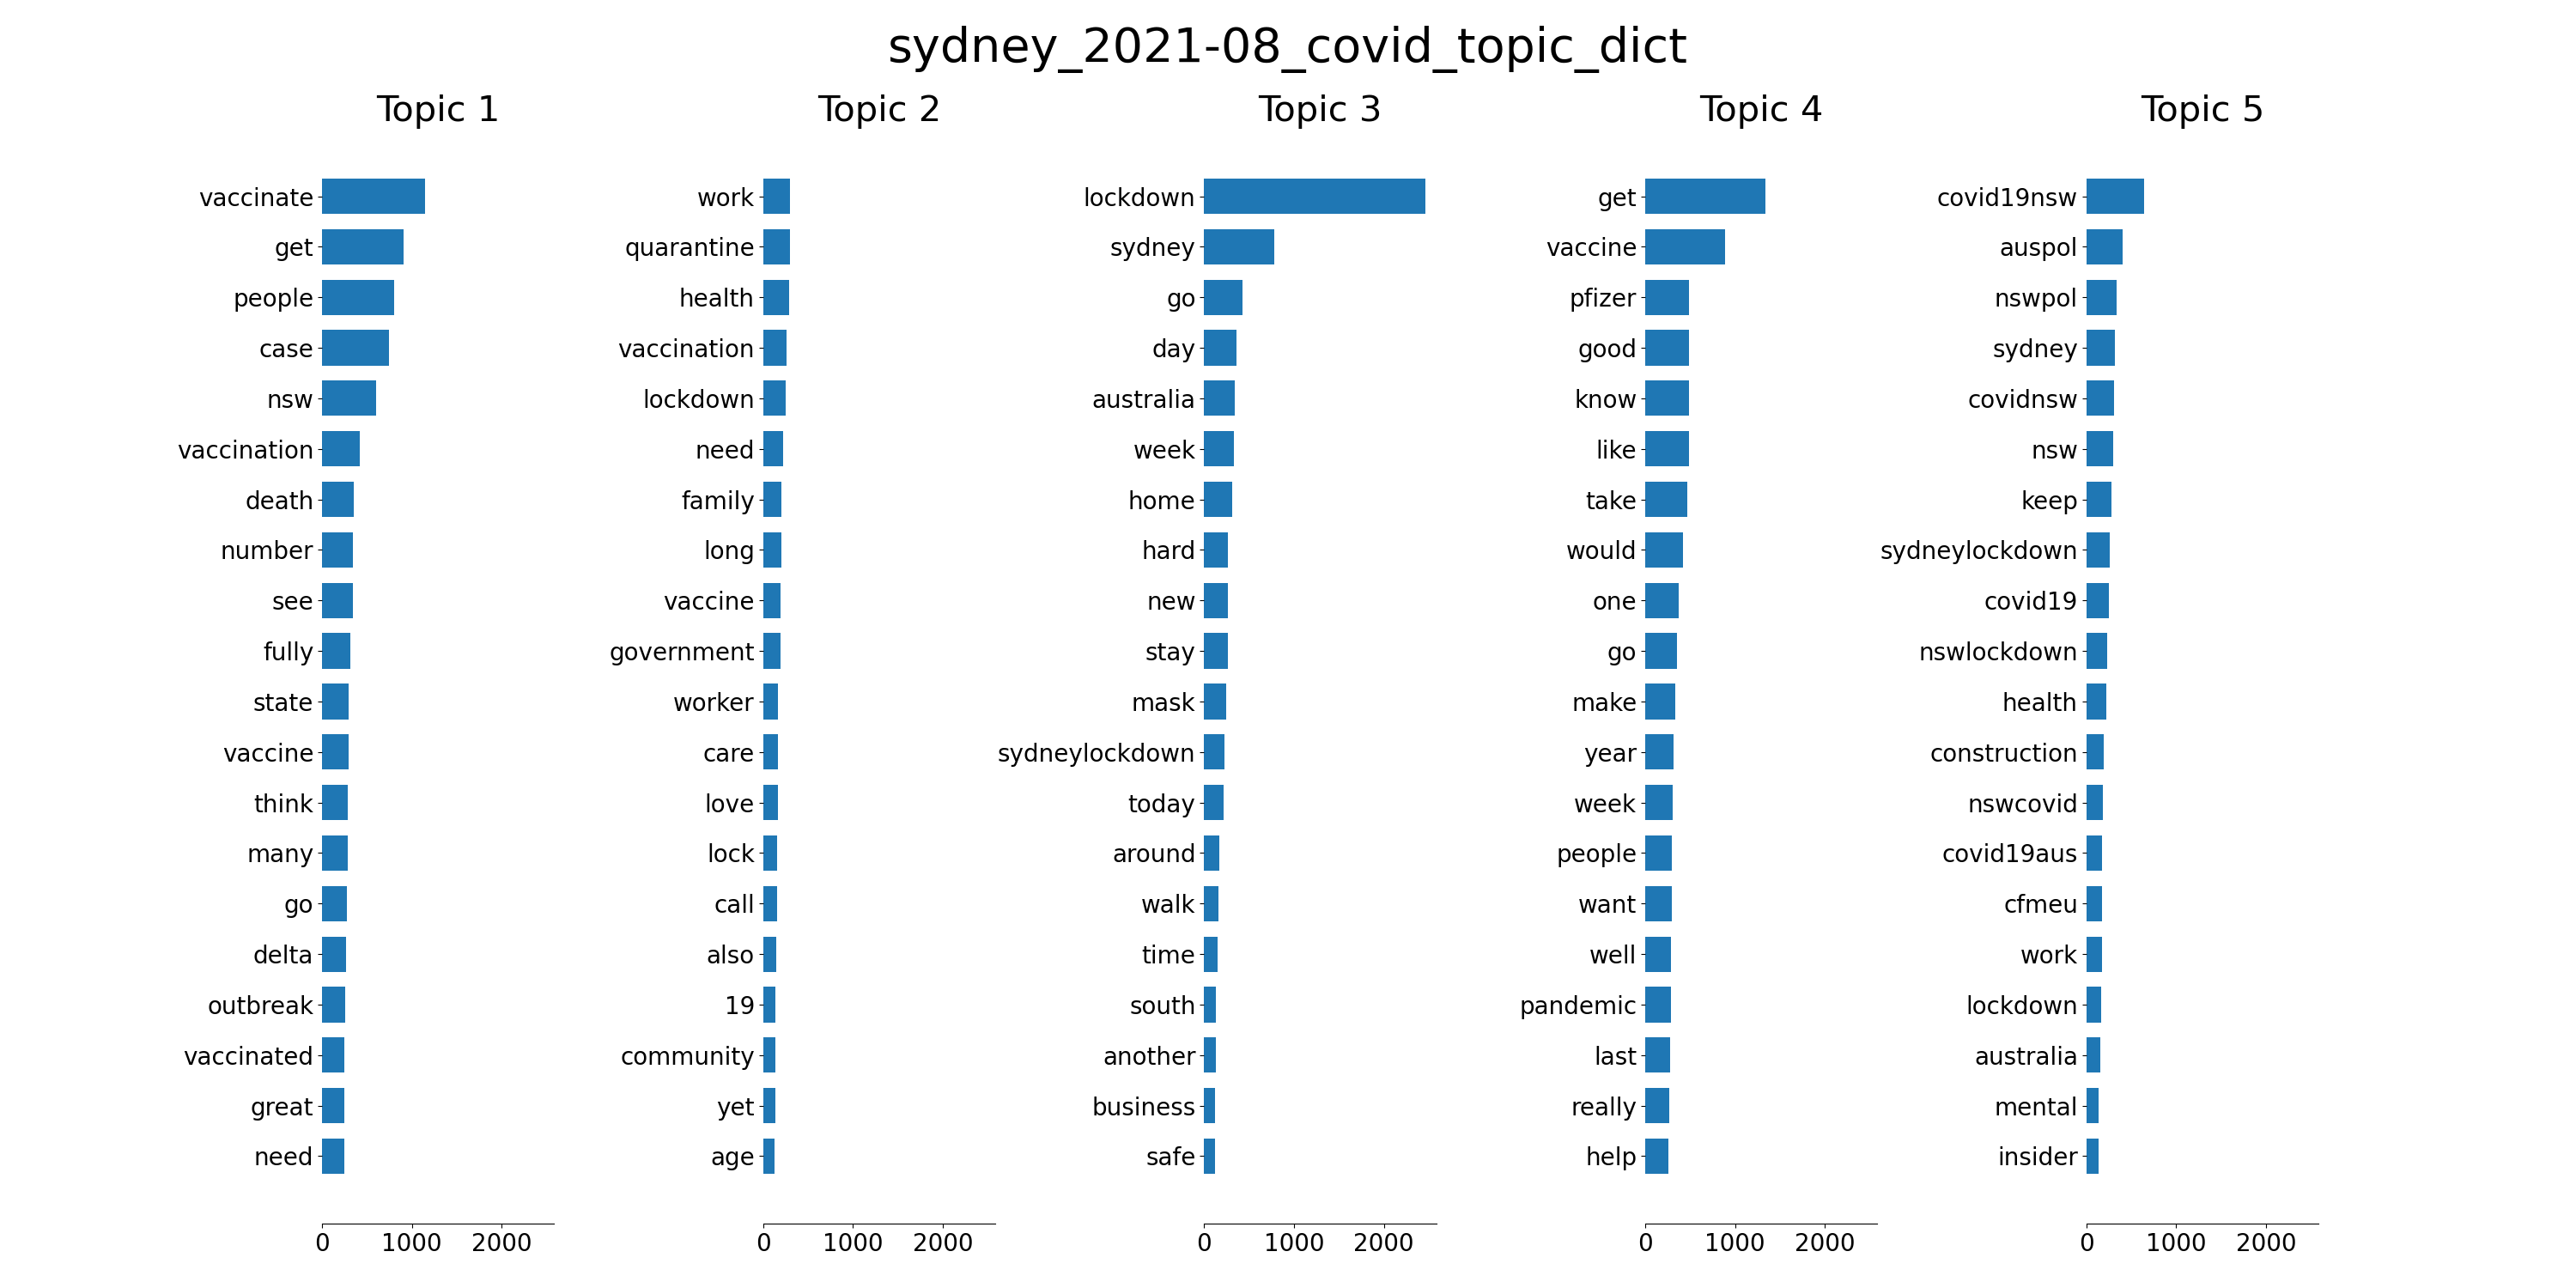 sydney_2021-08_covid_topic_dict
Topic 1
vaccinate
get
people
case
nsw
vaccination
death
number
see
fully
state
vaccine
think
many
go
delta
outbreak
vaccinated
great
need
0 1000 2000
Topic 2
work
quarantine
health
vaccination
lockdown
need
family
long
vaccine
government
worker
care
love
lock
call
also
19
community
yet
age
0 1000 2000
Topic 3
lockdown
sydney
go
day
australia
week
home
hard
new
stay
mask
sydneylockdown
today
around
walk
time
south
another
business
safe
0 1000 2000
Topic 4
get
vaccine
pfizer
good
know
like
take
would
one
go
make
year
week
people
want
well
pandemic
last
really
help
0 1000 2000
Topic 5
covid19nsw
auspol
nswpol
sydney
covidnsw
nsw
keep
sydneylockdown
covid19
nswlockdown
health
construction
nswcovid
covid19aus
cfmeu
work
lockdown
australia
mental
insider
0 1000 2000